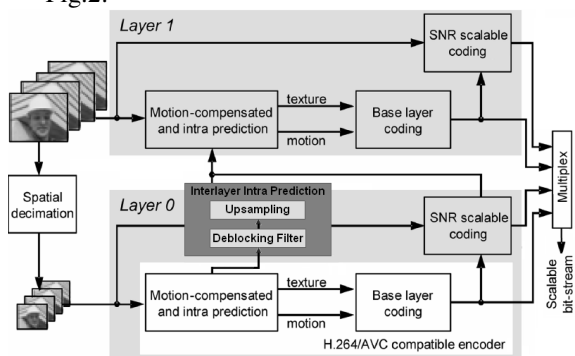 Fig.2.
Layer 1
SNR scalable
coding
Motion-compensated
and intra prediction
texture
motion
Base layer
coding
Multiplex
Spatial
decimation
Interlayer Intra Prediction
Upsampling
Deblocking Filter
Layer 0
SNR scalable
coding
Scalable
bit-stream
Motion-compensated
and intra prediction
texture
motion
Base layer
coding
H.264/AVC compatible encoder